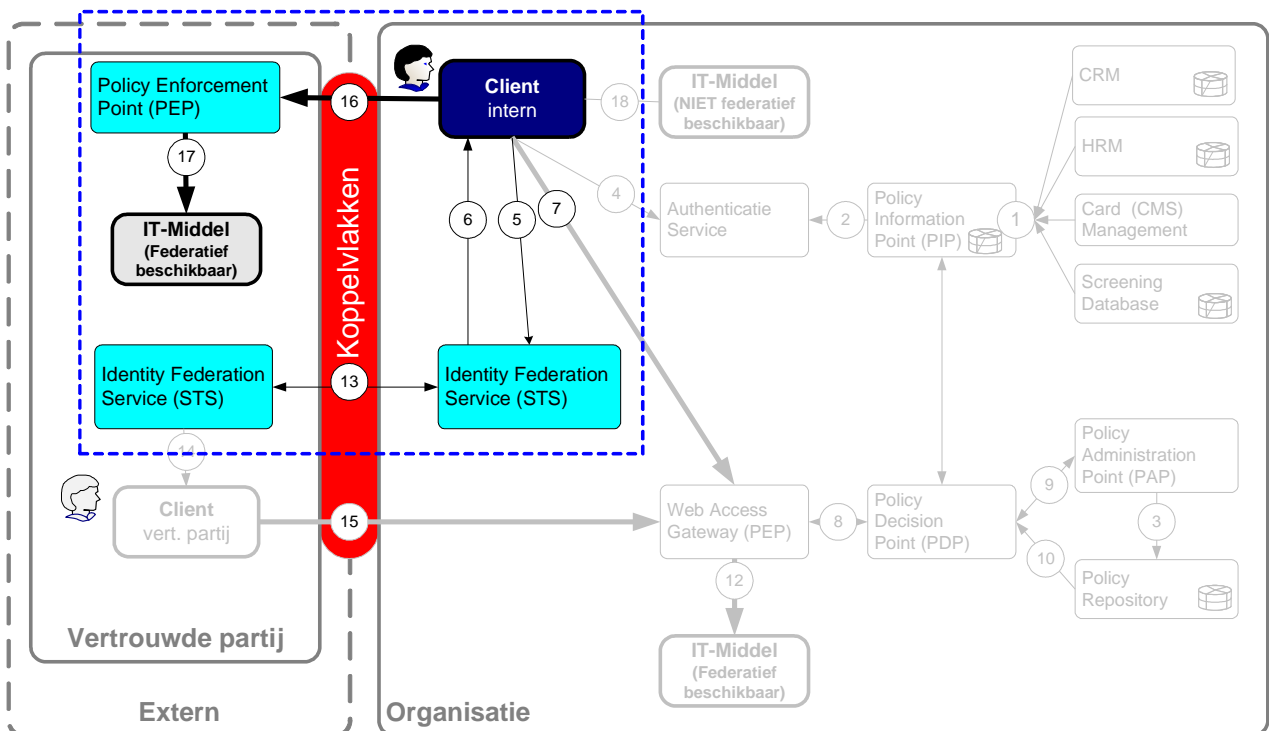 Policy Enforcement
Point (PEP)
16
Client
intern
18
IT-Middel
(NIET federatief
beschikbaar)
CRM
HRM
Card (CMS)
Management
Screening
Database
17
IT-Middel
(Federatief
beschikbaar)
Koppelvlakken
6
5
7
4
Authenticatie
Service
2
Policy
Information
Point (PIP)
1
Identity Federation
Service (STS)
13
Identity Federation
Service (STS)
14
Client
vert. partij
15
Web Access
Gateway (PEP)
8
Policy
Decision
Point (PDP)
9
10
Policy
Administration
Point (PAP)
3
Policy
Repository
12
IT-Middel
(Federatief
beschikbaar)
Vertrouwde partij
Extern
Organisatie